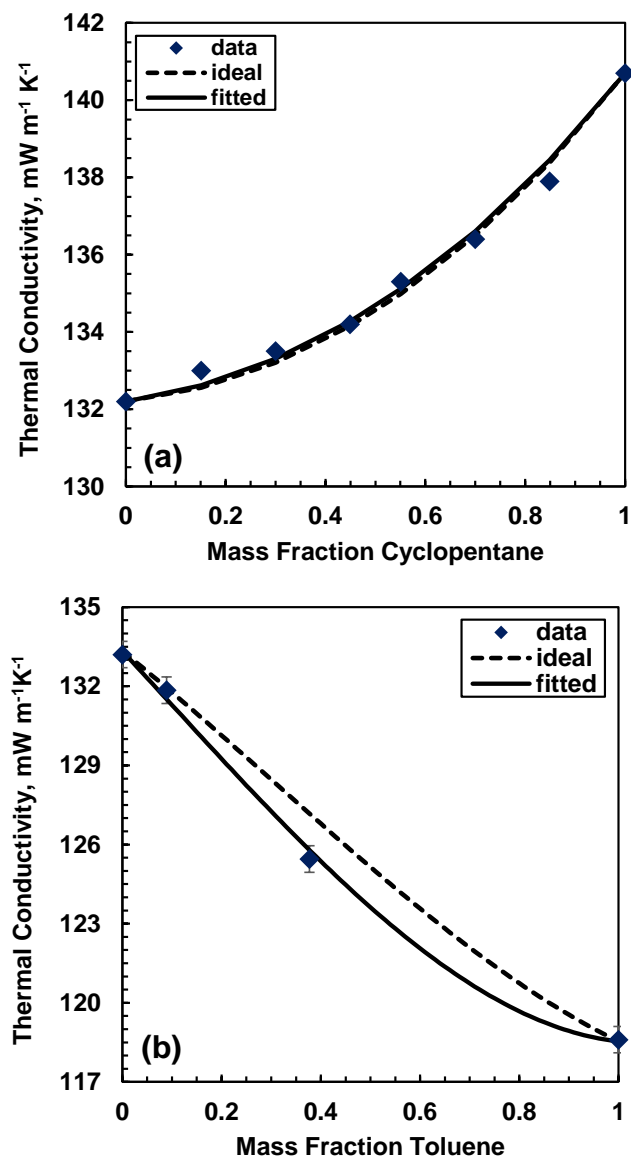 142
140
138
135
134
132
130
Thermal Conductivity, mW m⁻¹ K⁻¹
data
ideal
fitted
(a)
0 0.2 0.4 0.6 0.8 1
Mass Fraction Cyclopentane
135
132
129
126
123
120
117
Thermal Conductivity, mW m⁻¹K⁻¹
data
ideal
fitted
(b)
0 0.2 0.4 0.6 0.8 1
Mass Fraction Toluene